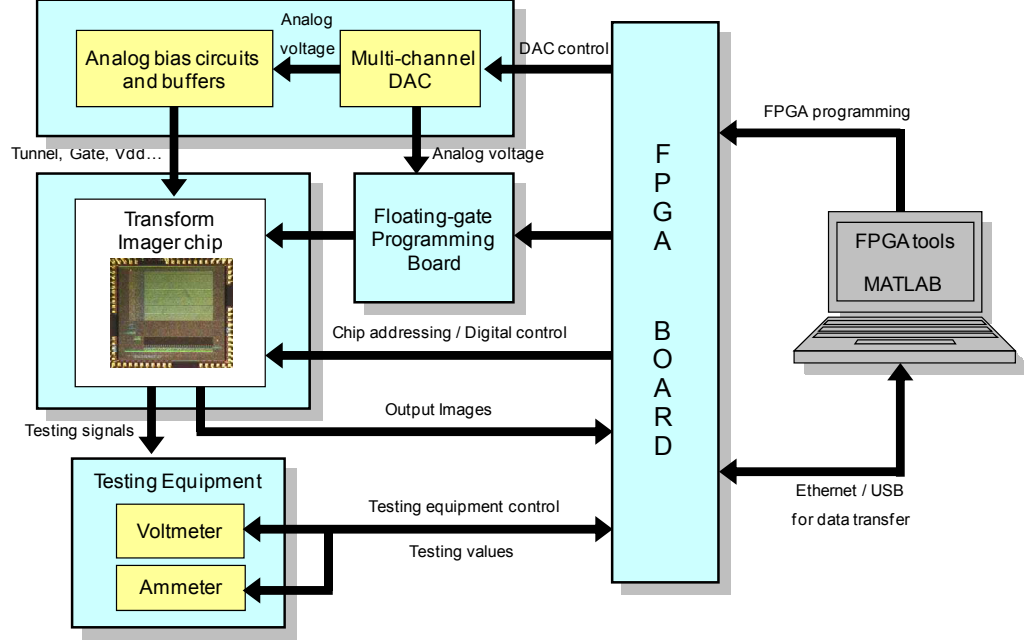 Analog
voltage
Analog bias circuits
and buffers
Multi-channel
DAC
DAC control
Tunnel, Gate, Vdd…
Analog voltage
FPGA programming
F
P
G
A
B
O
A
R
D
Transform
Imager chip
Floating-gate
Programming
Board
FPGA tools
MATLAB
Chip addressing / Digital control
Output Images
Testing signals
Testing Equipment
Voltmeter
Ammeter
Testing equipment control
Testing values
Ethernet / USB
for data transfer